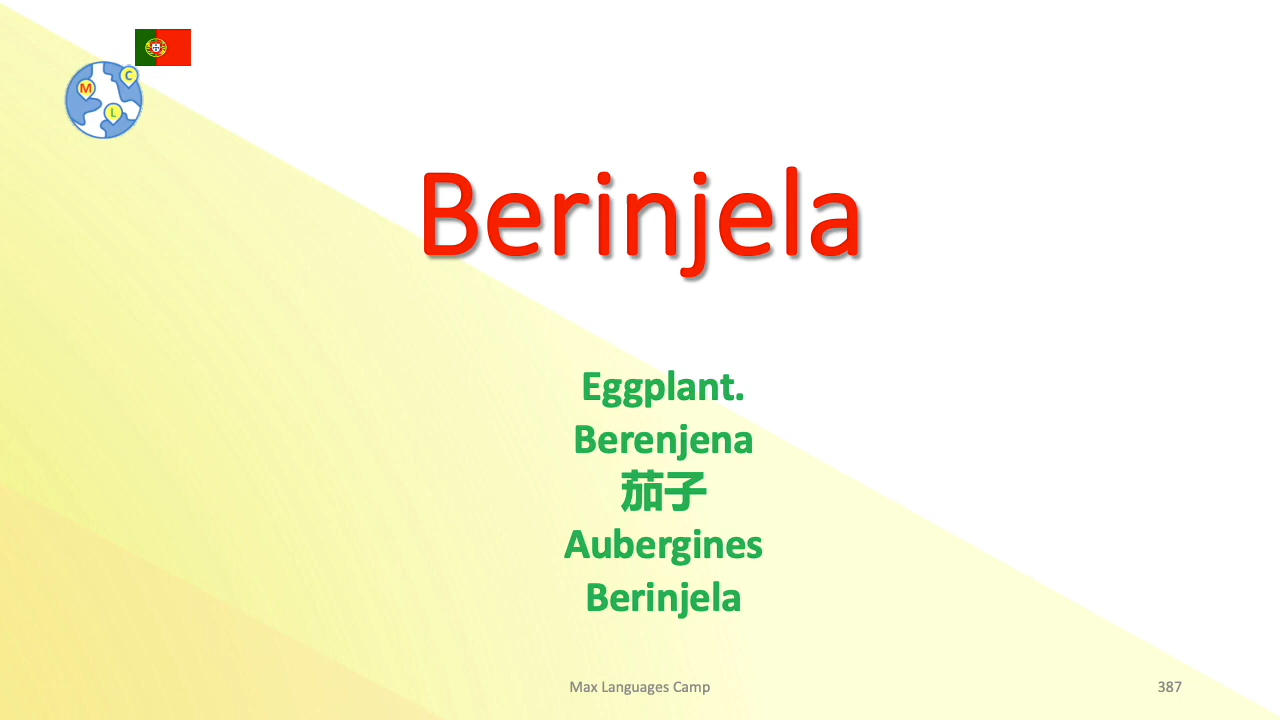 C
M
L
Berinjela
Eggplant.
Berenjena
茄子
Aubergines
Berinjela
Max Languages Camp
387